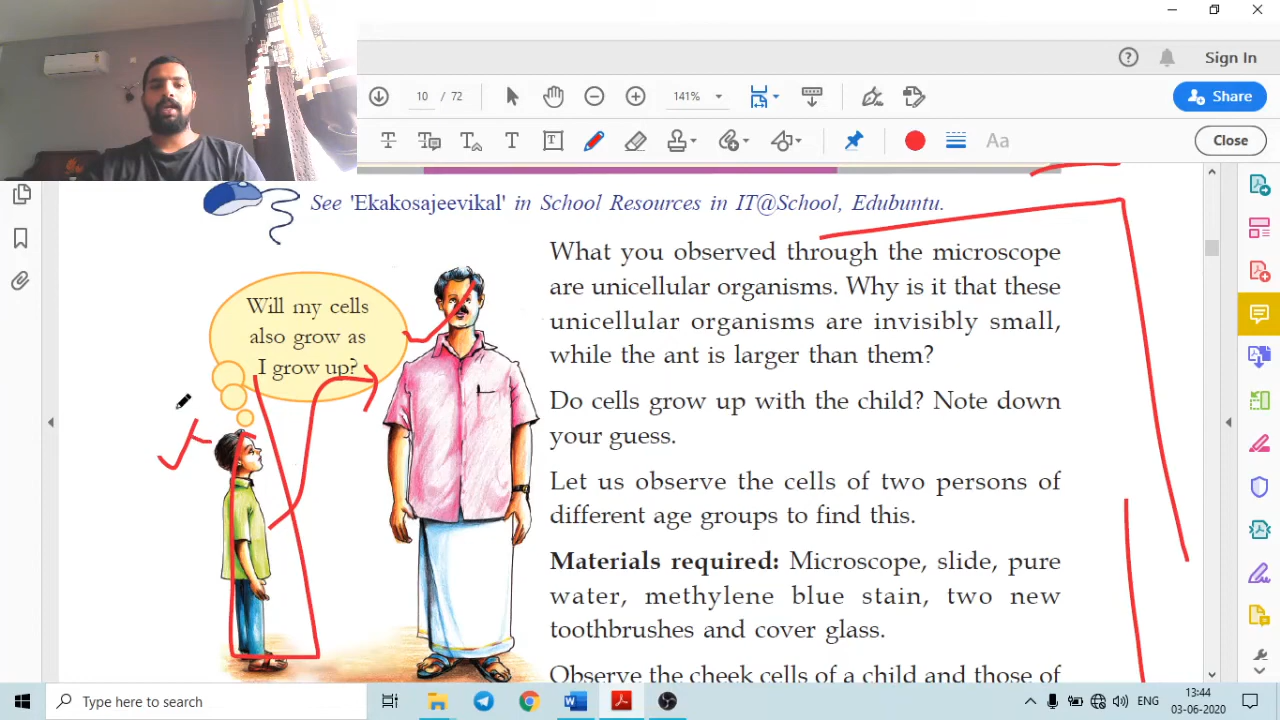 Sign In
10 / 72
141%
Share
Aa
Close
See 'Ekakosajeevikal' in School Resources in IT@School, Edubuntu.
Will my cells
also grow as
I grow up?
What you observed through the microscope
are unicellular organisms. Why is it that these
unicellular organisms are invisibly small,
while the ant is larger than them?
Do cells grow up with the child? Note down
your guess.
Let us observe the cells of two persons of
different age groups to find this.
Materials required: Microscope, slide, pure
water, methylene blue stain, two new
toothbrushes and cover glass.
Observe the cheek cells of a child and those of
Type here to search
ENG
13:44
03-06-2020